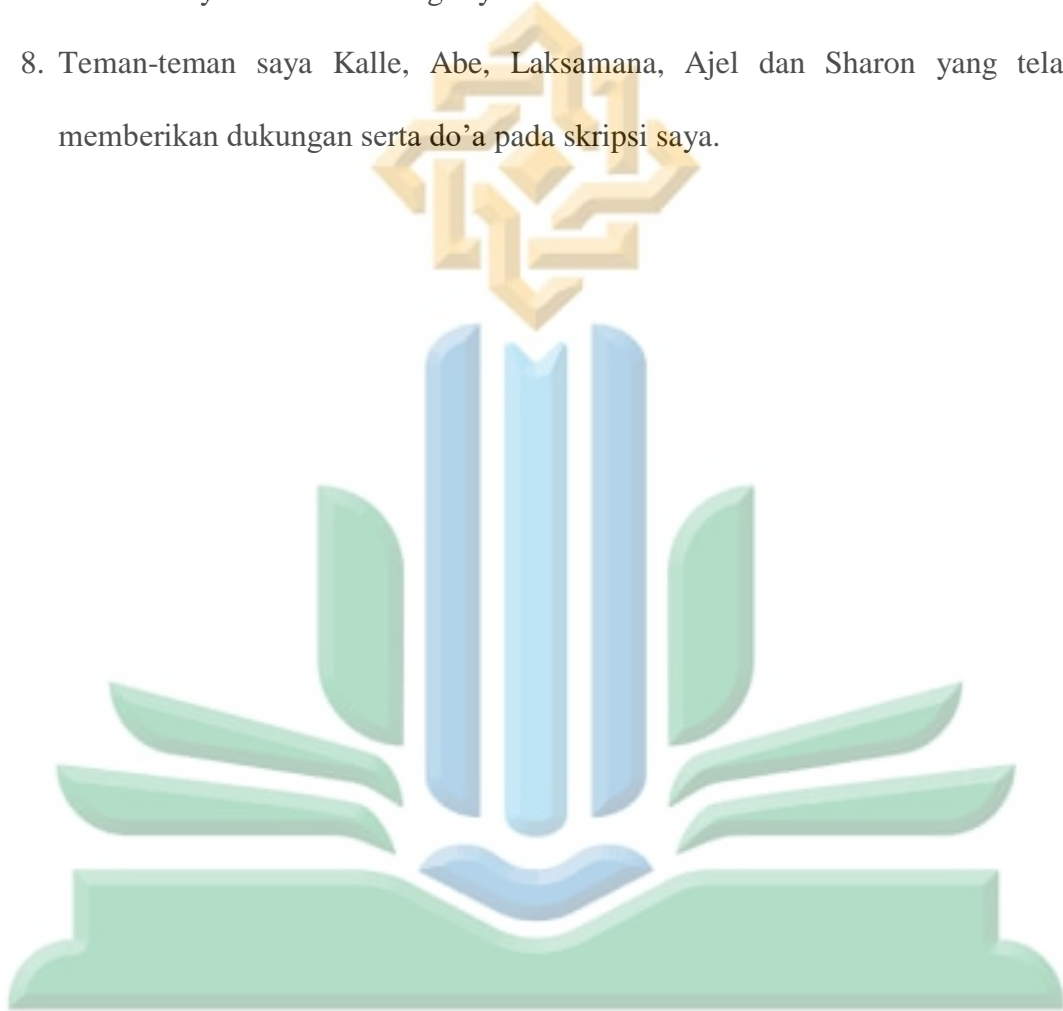 8. Teman-teman saya Kalle, Abe, Laksamana, Ajel dan Sharon yang tela
memberikan dukungan serta do’a pada skripsi saya.